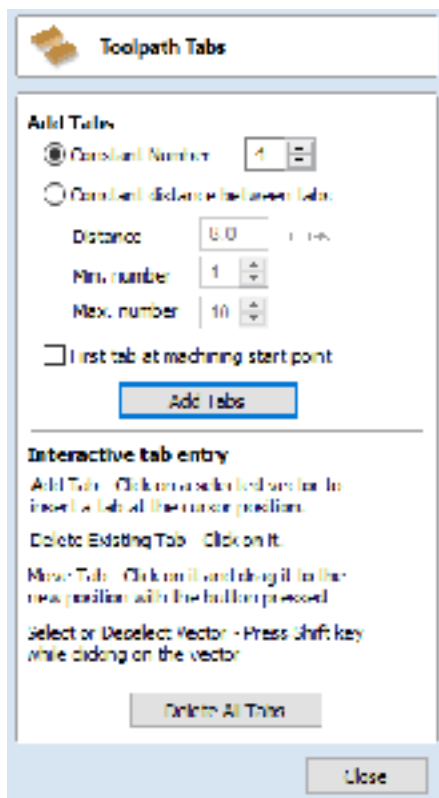 Toolpath Tabs
Add Tabs
Constant Number 4
Constant distance between tabs
Distance 8.0
Min. number 1
Max. number 10
First tab at machining start point
Add Tabs
Interactive tab entry
Add Tab - Click on a selected vector to
insert a tab at the cursor position.
Delete Existing Tab - Click on it.
Move Tab - Click on it and drag it to the
new position with the button pressed
Select or Deselect Vector - Press Shift key
while clicking on the vector
Delete All Tabs
Close